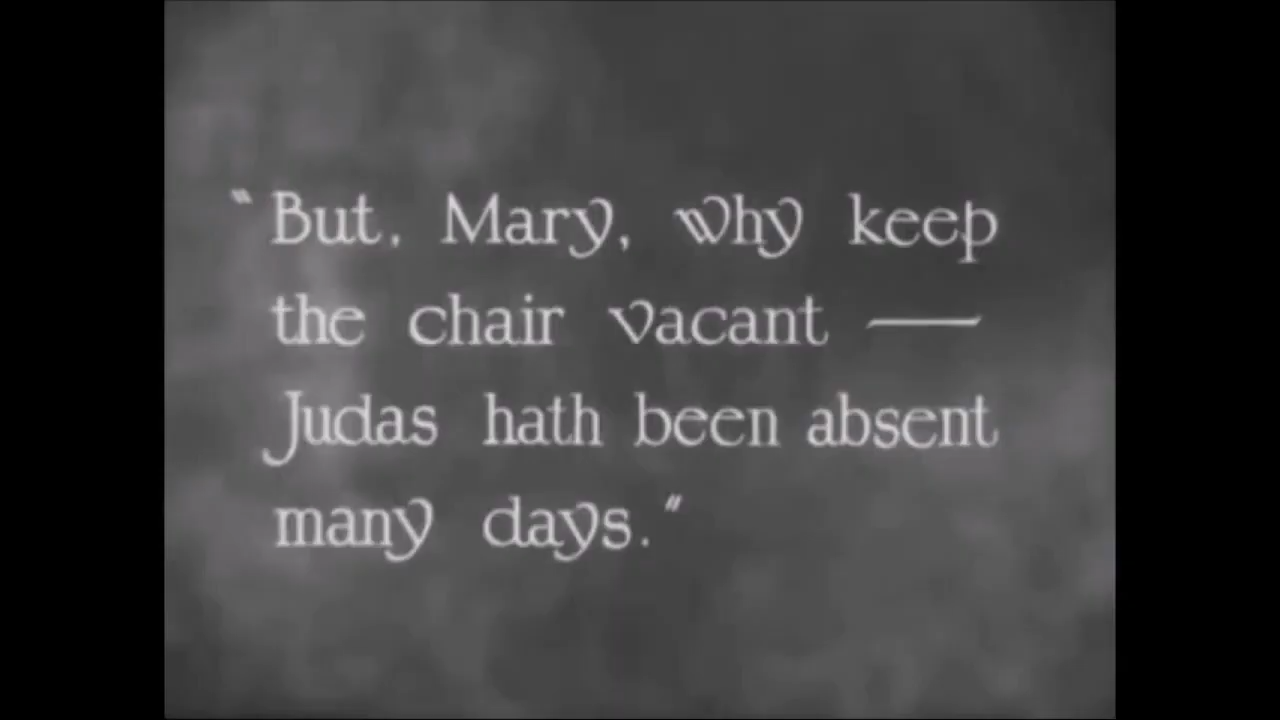 "But, Mary, why keep
the chair vacant —
Judas hath been absent
many days."